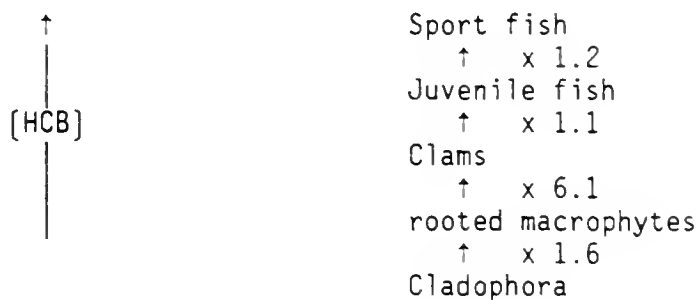 Sport fish
↑ x 1.2
Juvenile fish
↑ x 1.1
[HCB]
Clams
↑ x 6.1
rooted macrophytes
↑ x 1.6
Cladophora